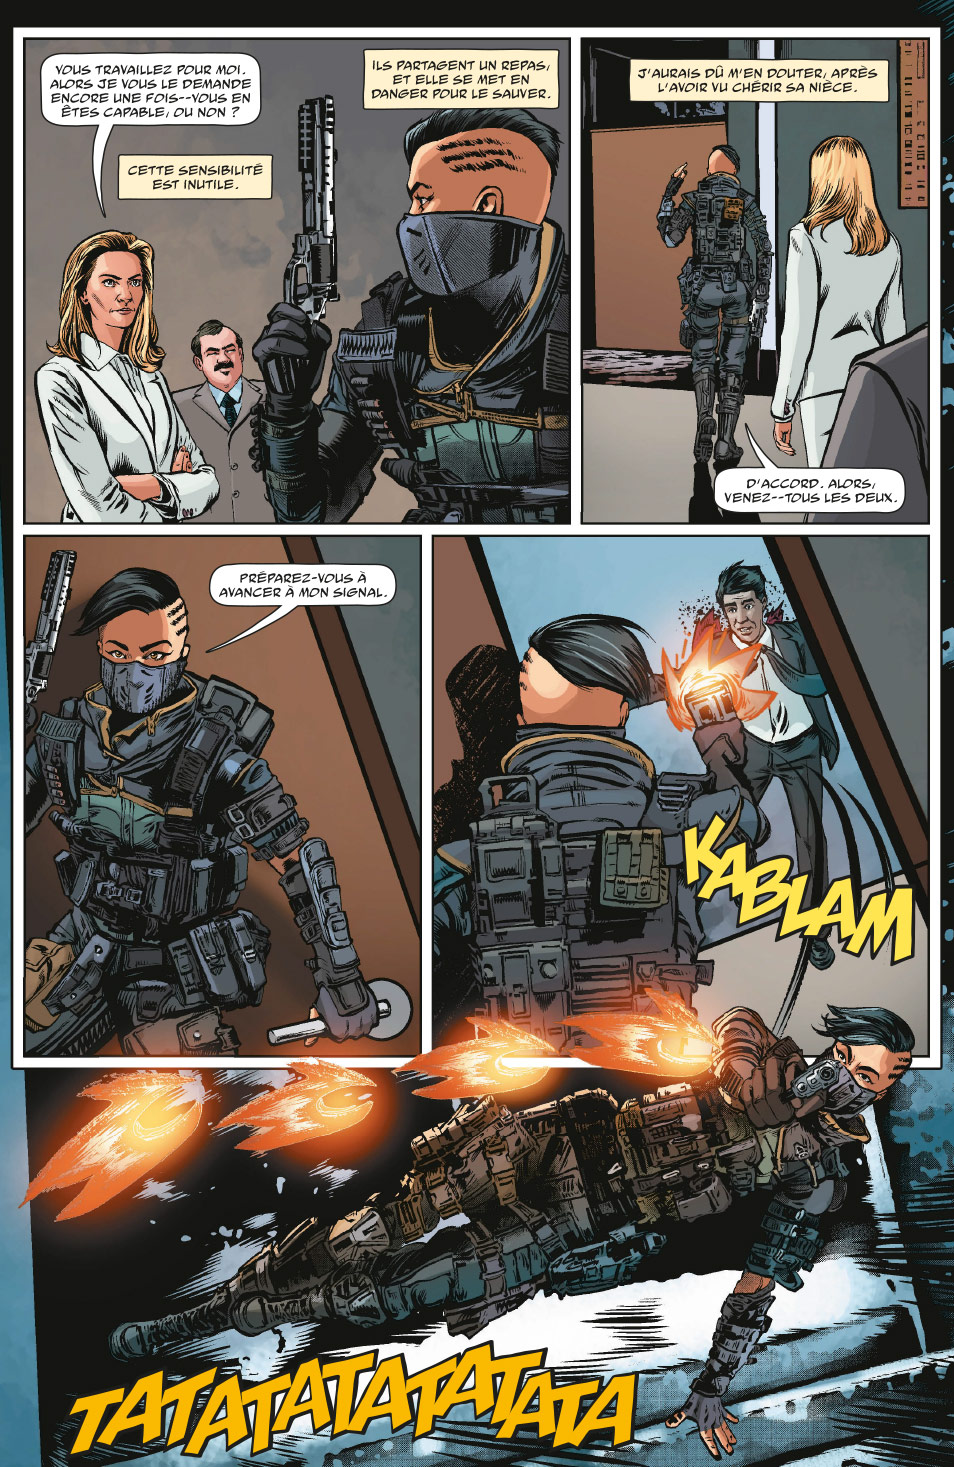 VOUS TRAVAILLEZ POUR MOI.
ALORS JE VOUS LE DEMANDE
ENCORE UNE FOIS--VOUS EN
ÊTES CAPABLE, OU NON ?
CETTE SENSIBILITÉ
EST INUTILE.
ILS PARTAGENT UN REPAS,
ET ELLE SE MET EN
DANGER POUR LE SAUVER.
J'AURAIS DÛ M'EN DOUTER, APRÈS
L'AVOIR VU CHÉRIR SA NIÈCE.
D'ACCORD. ALORS,
VENEZ--TOUS LES DEUX.
PRÉPAREZ-VOUS À
AVANCER À MON SIGNAL.
KABLAM
TATATATATATATATA